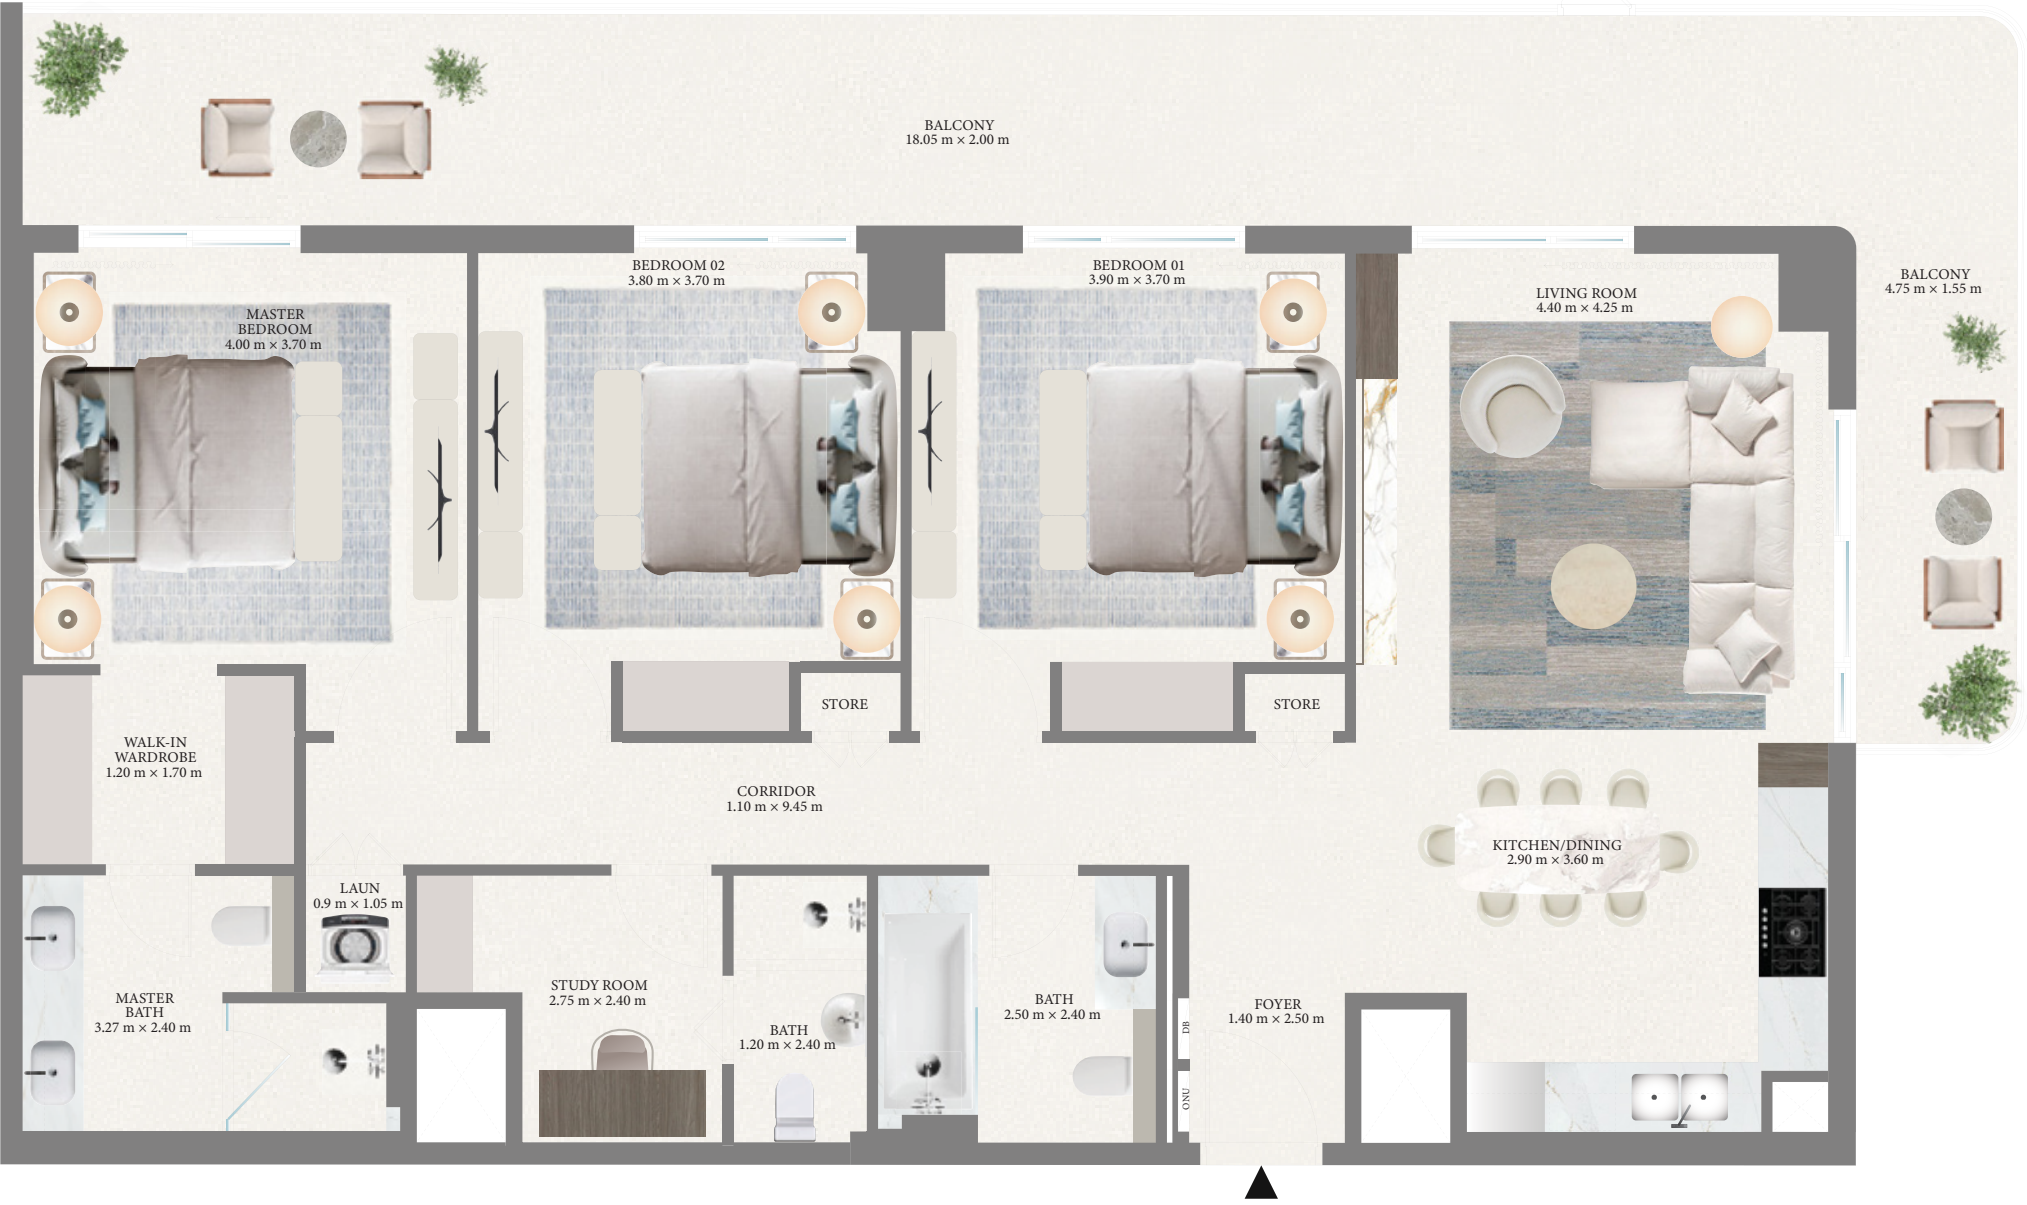 BALCONY
18.05 m × 2.00 m
BEDROOM 02
3.80 m × 3.70 m
BEDROOM 01
3.90 m × 3.70 m
BALCONY
4.75 m × 1.55 m
LIVING ROOM
4.40 m × 4.25 m
MASTER
BEDROOM
4.00 m × 3.70 m
STORE
STORE
WALK-IN
WARDROBE
1.20 m × 1.70 m
CORRIDOR
1.10 m × 9.45 m
KITCHEN/DINING
2.90 m × 3.60 m
LAUN
0.9 m × 1.05 m
STUDY ROOM
2.75 m × 2.40 m
MASTER
BATH
3.27 m × 2.40 m
BATH
1.20 m × 2.40 m
BATH
2.50 m × 2.40 m
FOYER
1.40 m × 2.50 m
DB
ONU